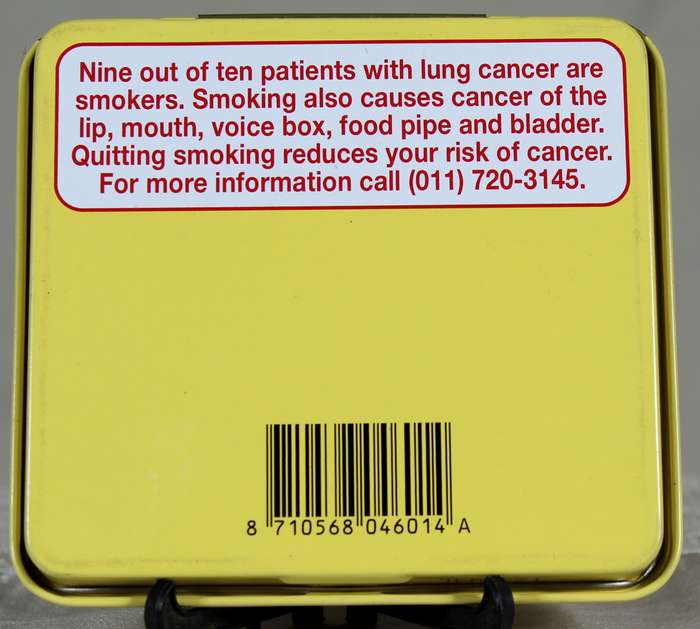 Nine out of ten patients with lung cancer are
smokers. Smoking also causes cancer of the
lip, mouth, voice box, food pipe and bladder.
Quitting smoking reduces your risk of cancer.
For more information call (011) 720-3145.
8 710568 046014 A